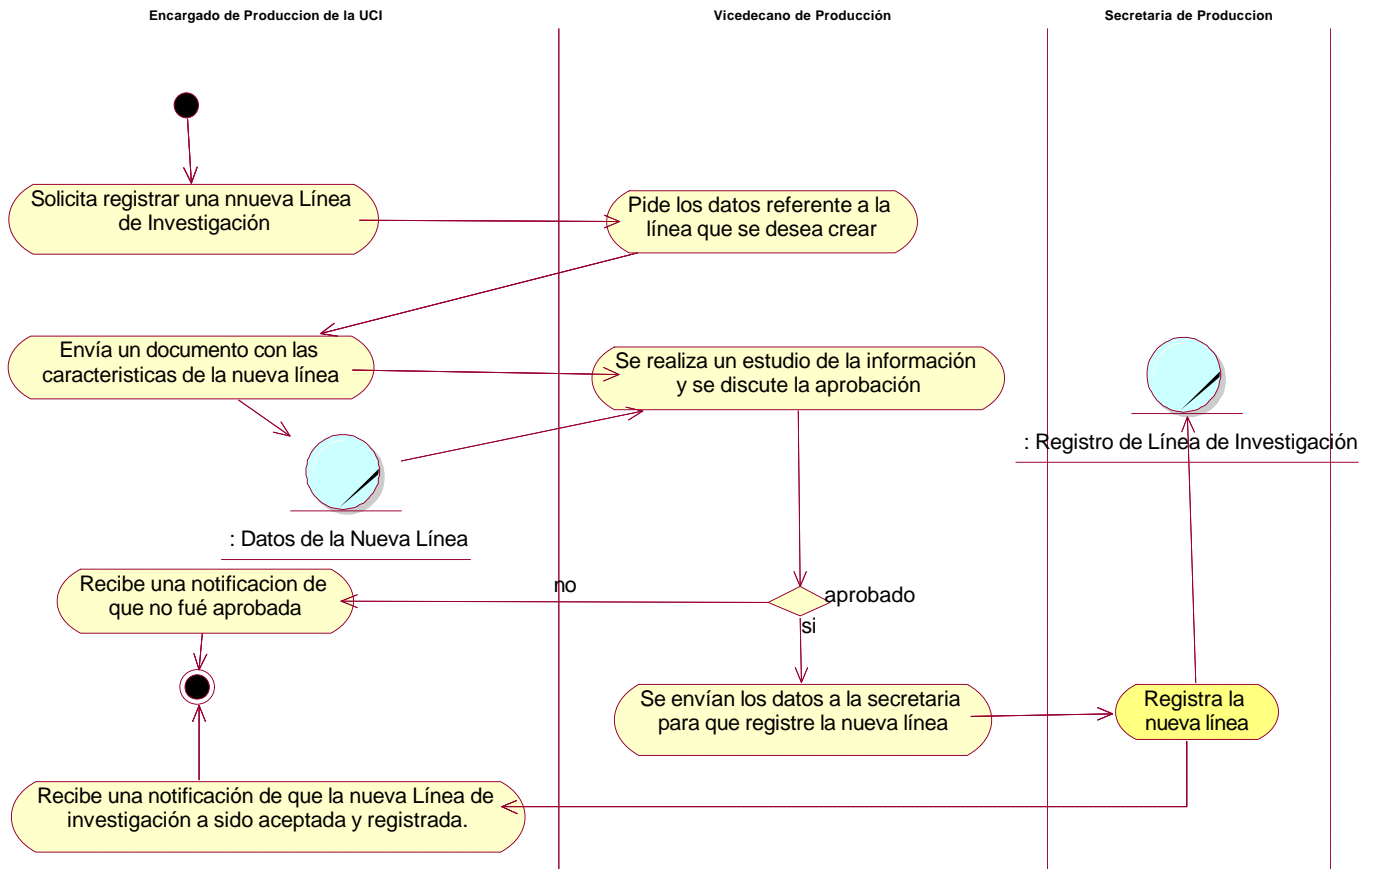 Encargado de Produccion de la UCI
Vicedecano de Producción
Secretaria de Produccion
Solicita registrar una nnueva Línea
de Investigación
Pide los datos referente a la
línea que se desea crear
Envía un documento con las
caracteristicas de la nueva línea
Se realiza un estudio de la información
y se discute la aprobación
: Registro de Línea de Investigación
: Datos de la Nueva Línea
Recibe una notificacion de
que no fué aprobada
no
aprobado
si
Se envían los datos a la secretaria
para que registre la nueva línea
Registra la
nueva línea
Recibe una notificación de que la nueva Línea de
investigación a sido aceptada y registrada.